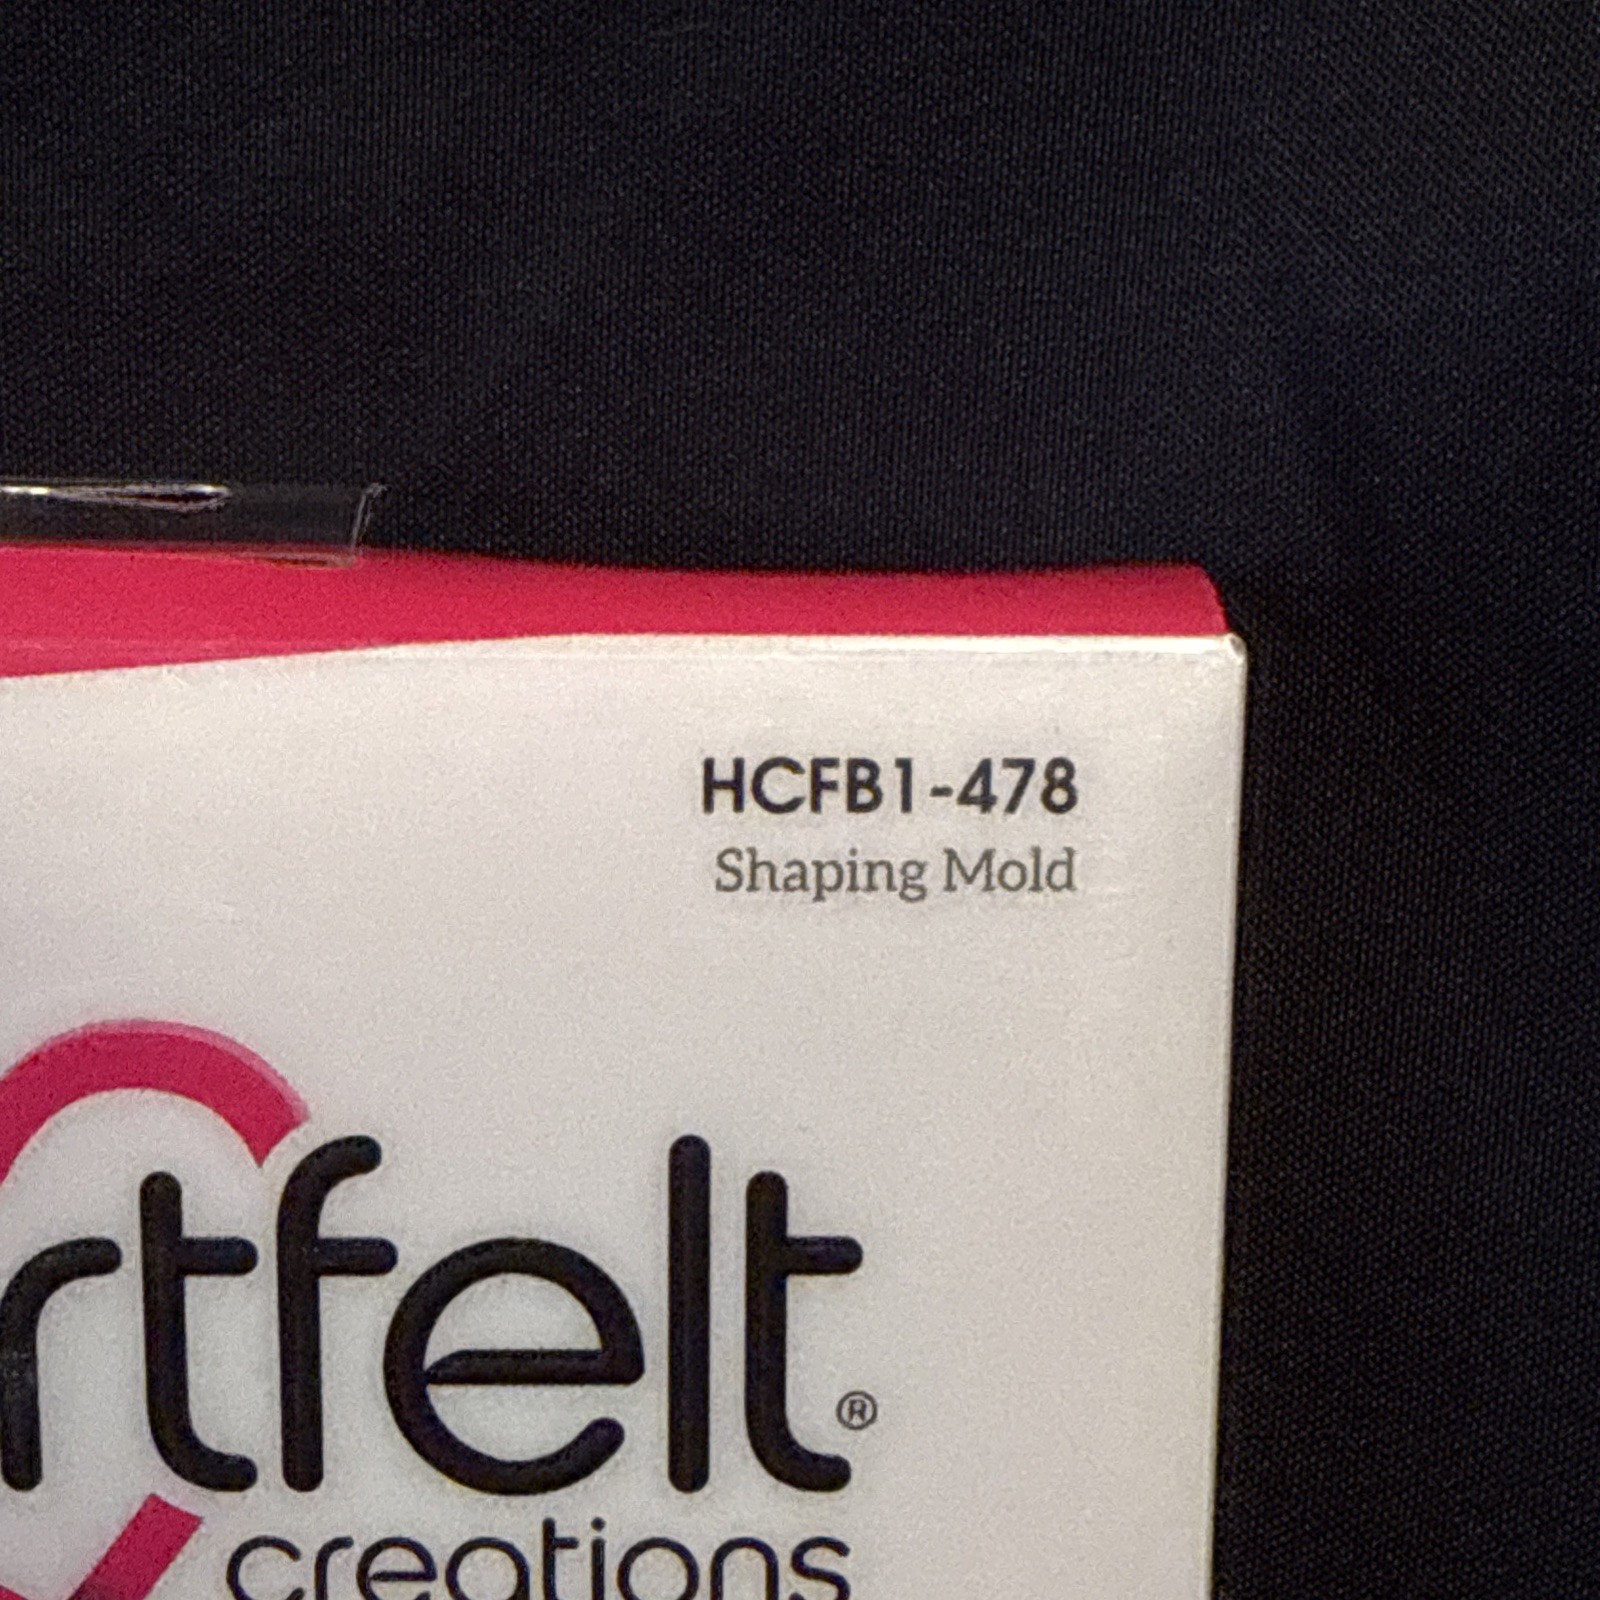 HCFB1-478
Shaping Mold
rtfelt®
creations